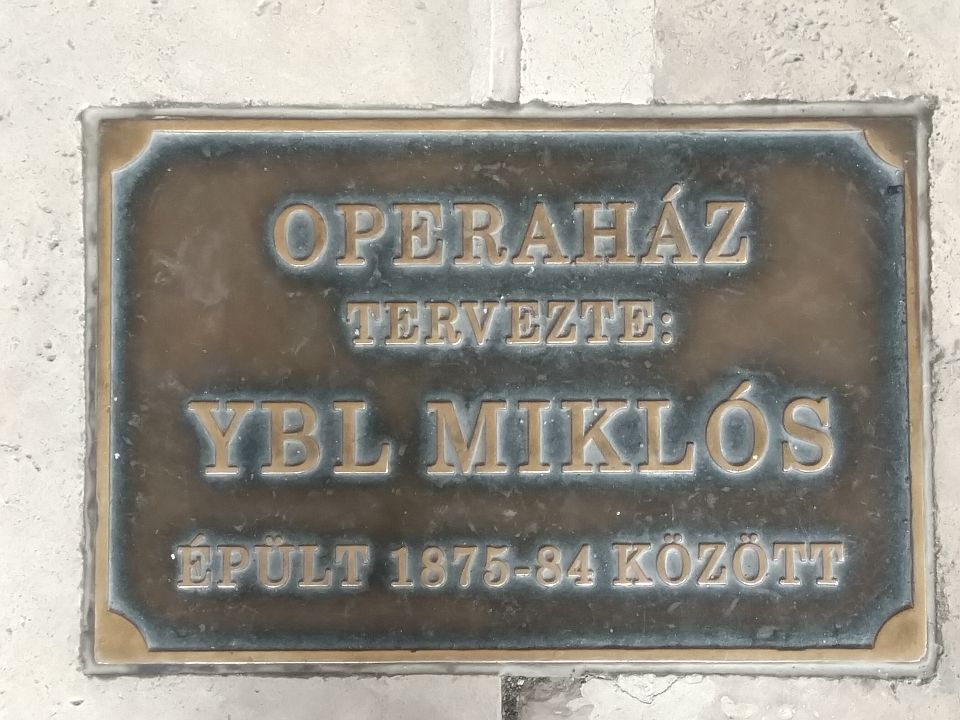 OPERAHÁZ
TERVEZTE:
YBL MIKLÓS
ÉPÜLT 1875-84 KÖZÖTT